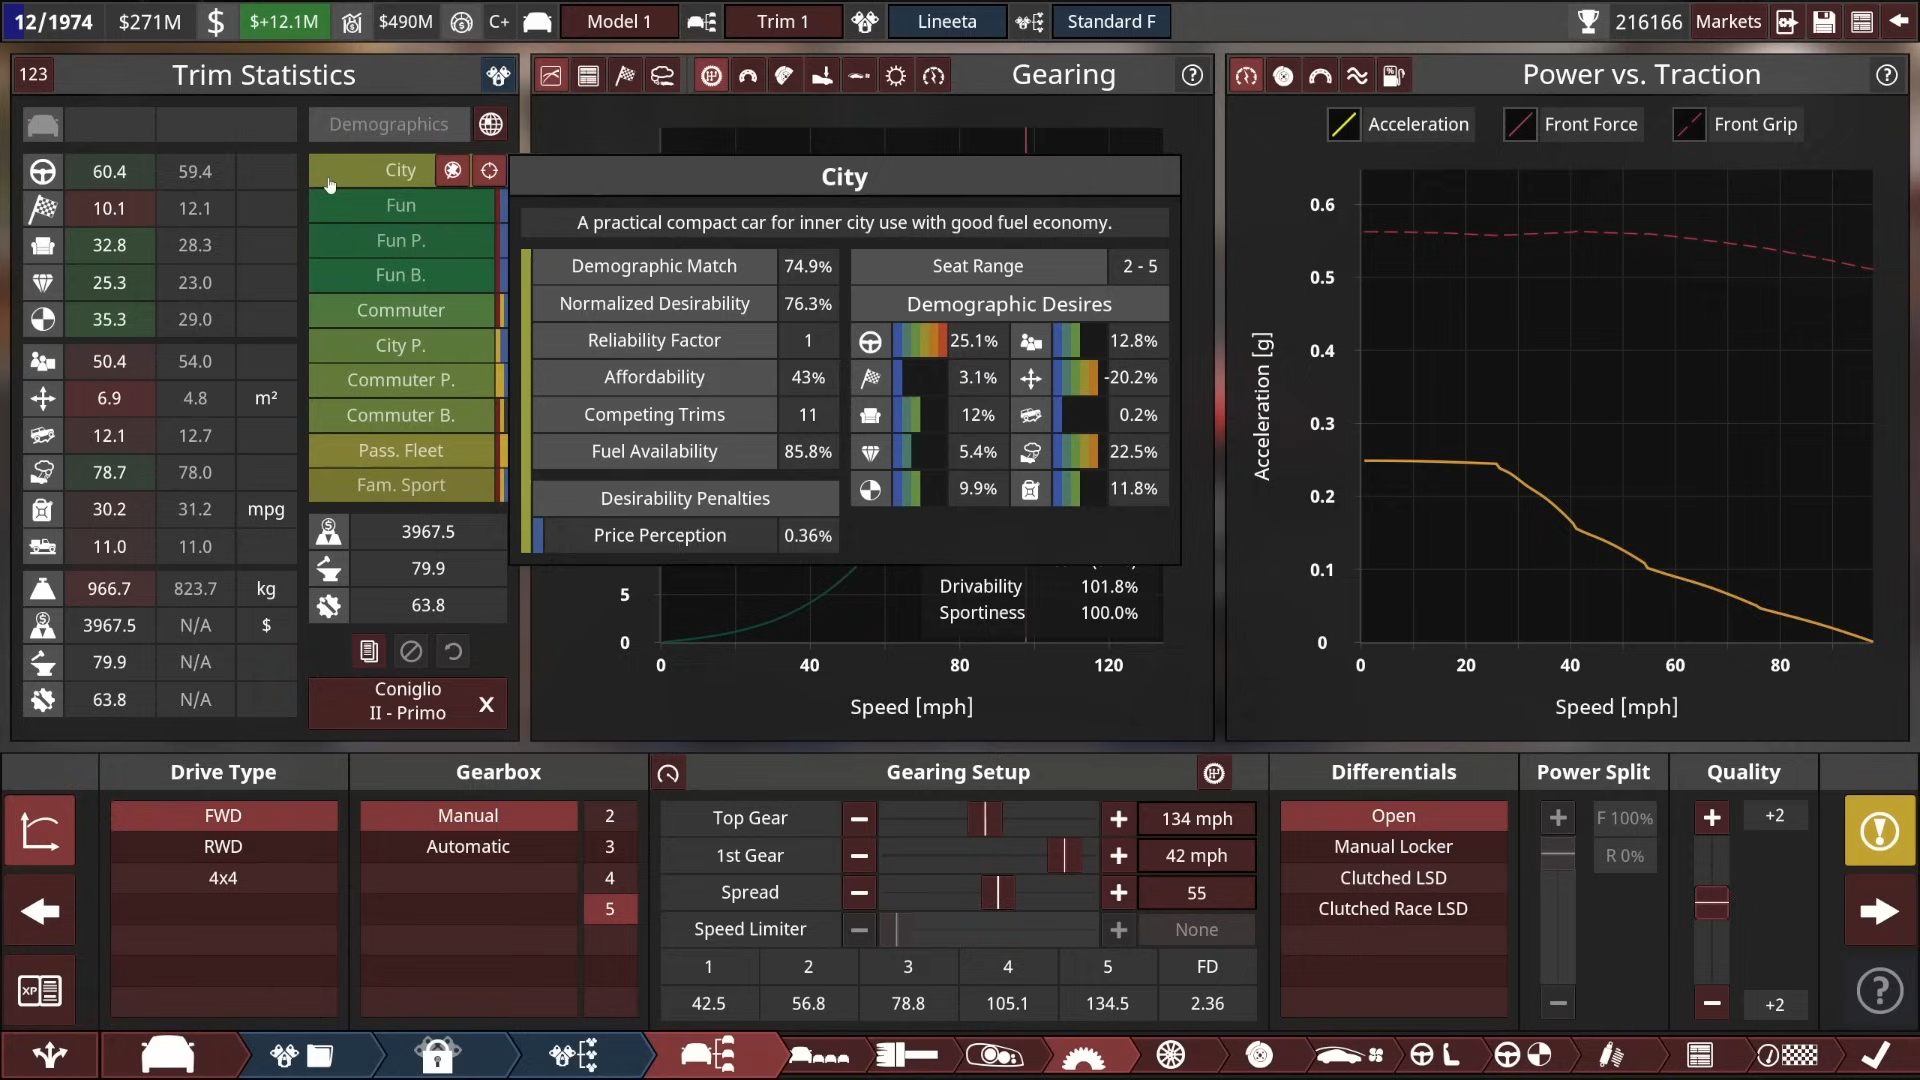 12/1974 $271M $+12.1M $490M C+ Model 1 Trim 1 Lineeta Standard F 216166 Markets
123 Trim Statistics
Demographics
60.4 59.4
10.1 12.1
32.8 28.3
25.3 23.0
35.3 29.0
50.4 54.0
6.9 4.8 m²
12.1 12.7
78.7 78.0
30.2 31.2 mpg
11.0 11.0
966.7 823.7 kg
3967.5 N/A $
79.9 N/A
63.8 N/A
City
Fun
Fun P.
Fun B.
Commuter
City P.
Commuter P.
Commuter B.
Pass. Fleet
Fam. Sport
3967.5
79.9
63.8
Coniglio
II - Primo X
Gearing
City
A practical compact car for inner city use with good fuel economy.
Demographic Match 74.9%
Normalized Desirability 76.3%
Reliability Factor 1
Affordability 43%
Competing Trims 11
Fuel Availability 85.8%
Desirability Penalties
Price Perception 0.36%
Seat Range 2 - 5
Demographic Desires
25.1% 12.8%
3.1% -20.2%
12% 0.2%
5.4% 22.5%
9.9% 11.8%
Drivability 101.8%
Sportiness 100.0%
5
0
0 40 80 120
Speed [mph]
Power vs. Traction
Acceleration Front Force Front Grip
Acceleration [g]
0.6
0.5
0.4
0.3
0.2
0.1
0
0 20 40 60 80
Speed [mph]
Drive Type
FWD
RWD
4x4
Gearbox
Manual
Automatic
2
3
4
5
Gearing Setup
Top Gear 134 mph
1st Gear 42 mph
Spread 55
Speed Limiter None
1 2 3 4 5 FD
42.5 56.8 78.8 105.1 134.5 2.36
Differentials
Open
Manual Locker
Clutched LSD
Clutched Race LSD
Power Split
F 100%
R 0%
Quality
+2
+2
XP